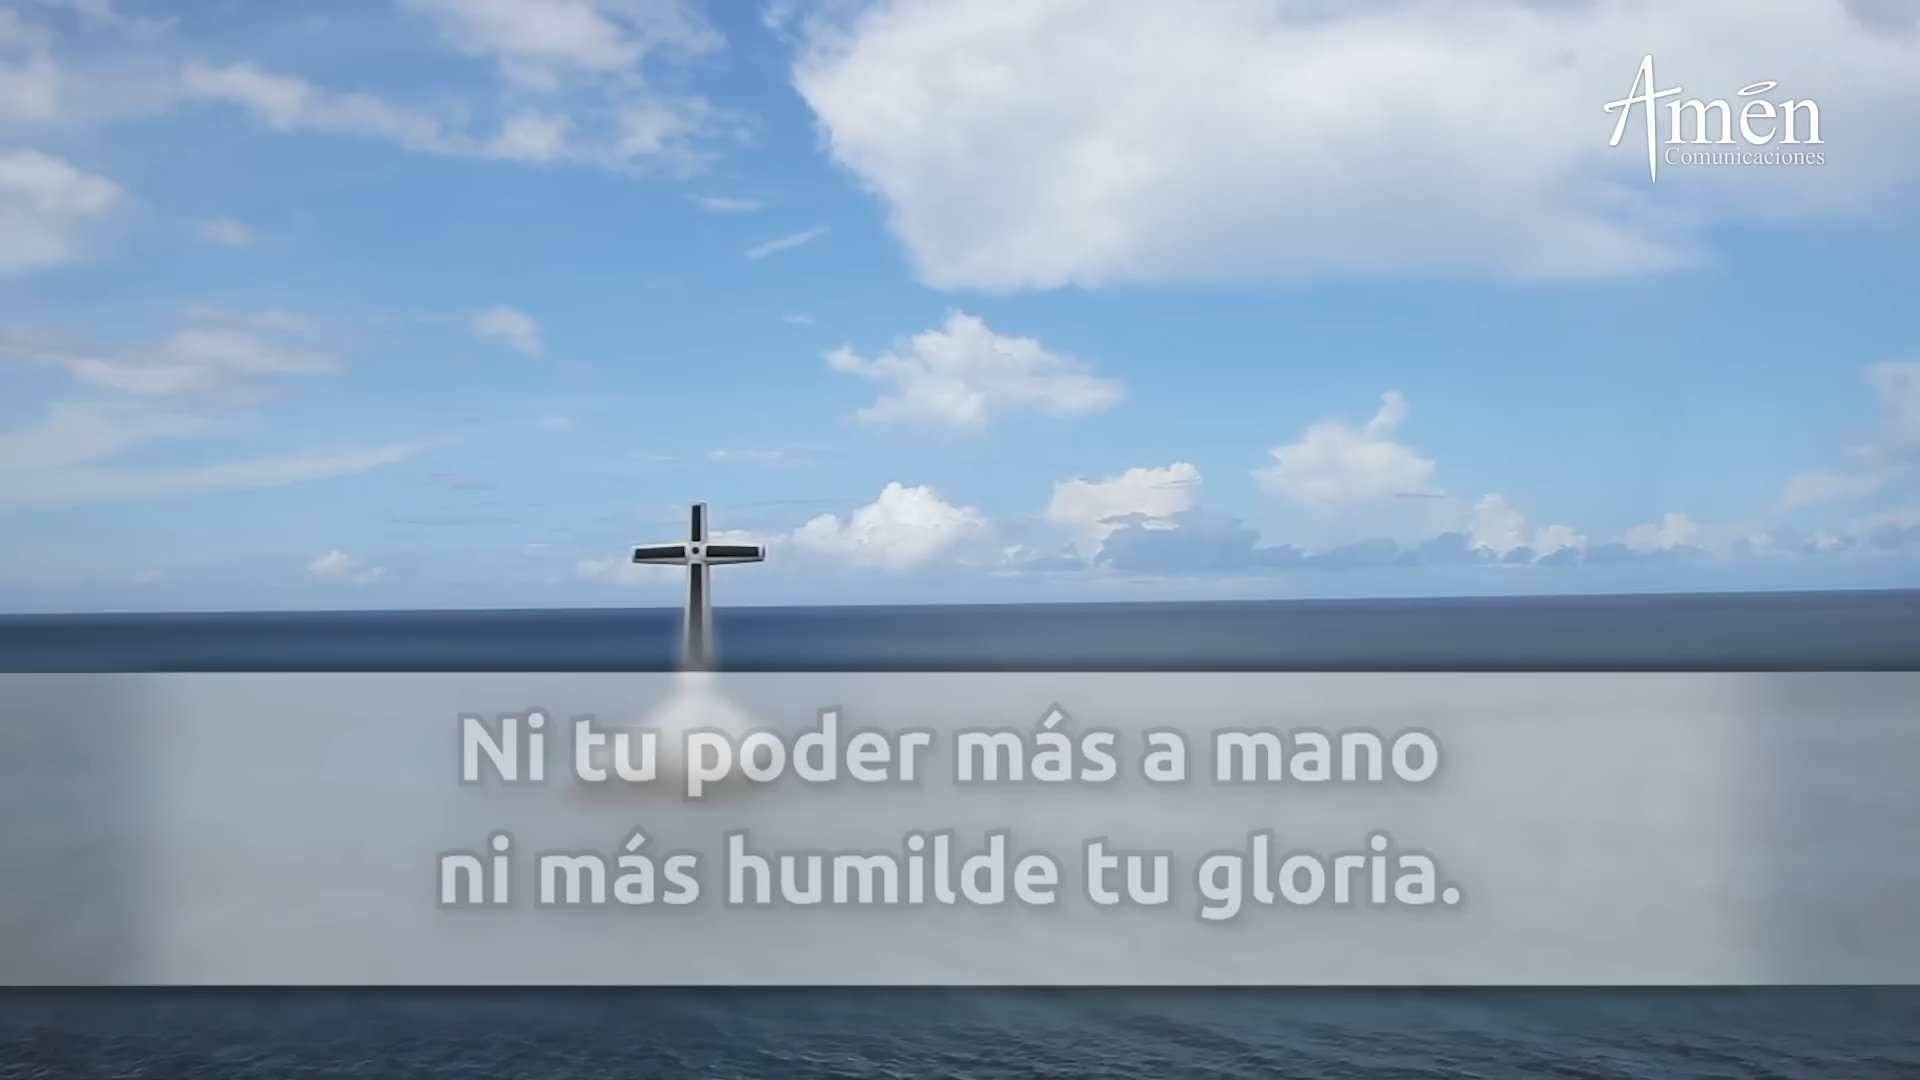 Amén
Comunicaciones
Ni tu poder más a mano
ni más humilde tu gloria.